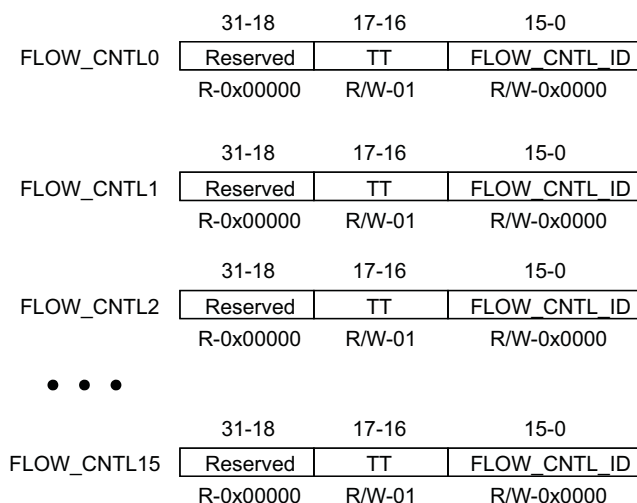 31-18 17-16 15-0
FLOW_CNTL0 Reserved TT FLOW_CNTL_ID
R-0x00000 R/W-01 R/W-0x0000
31-18 17-16 15-0
FLOW_CNTL1 Reserved TT FLOW_CNTL_ID
R-0x00000 R/W-01 R/W-0x0000
31-18 17-16 15-0
FLOW_CNTL2 Reserved TT FLOW_CNTL_ID
R-0x00000 R/W-01 R/W-0x0000
• • •
31-18 17-16 15-0
FLOW_CNTL15 Reserved TT FLOW_CNTL_ID
R-0x00000 R/W-01 R/W-0x0000